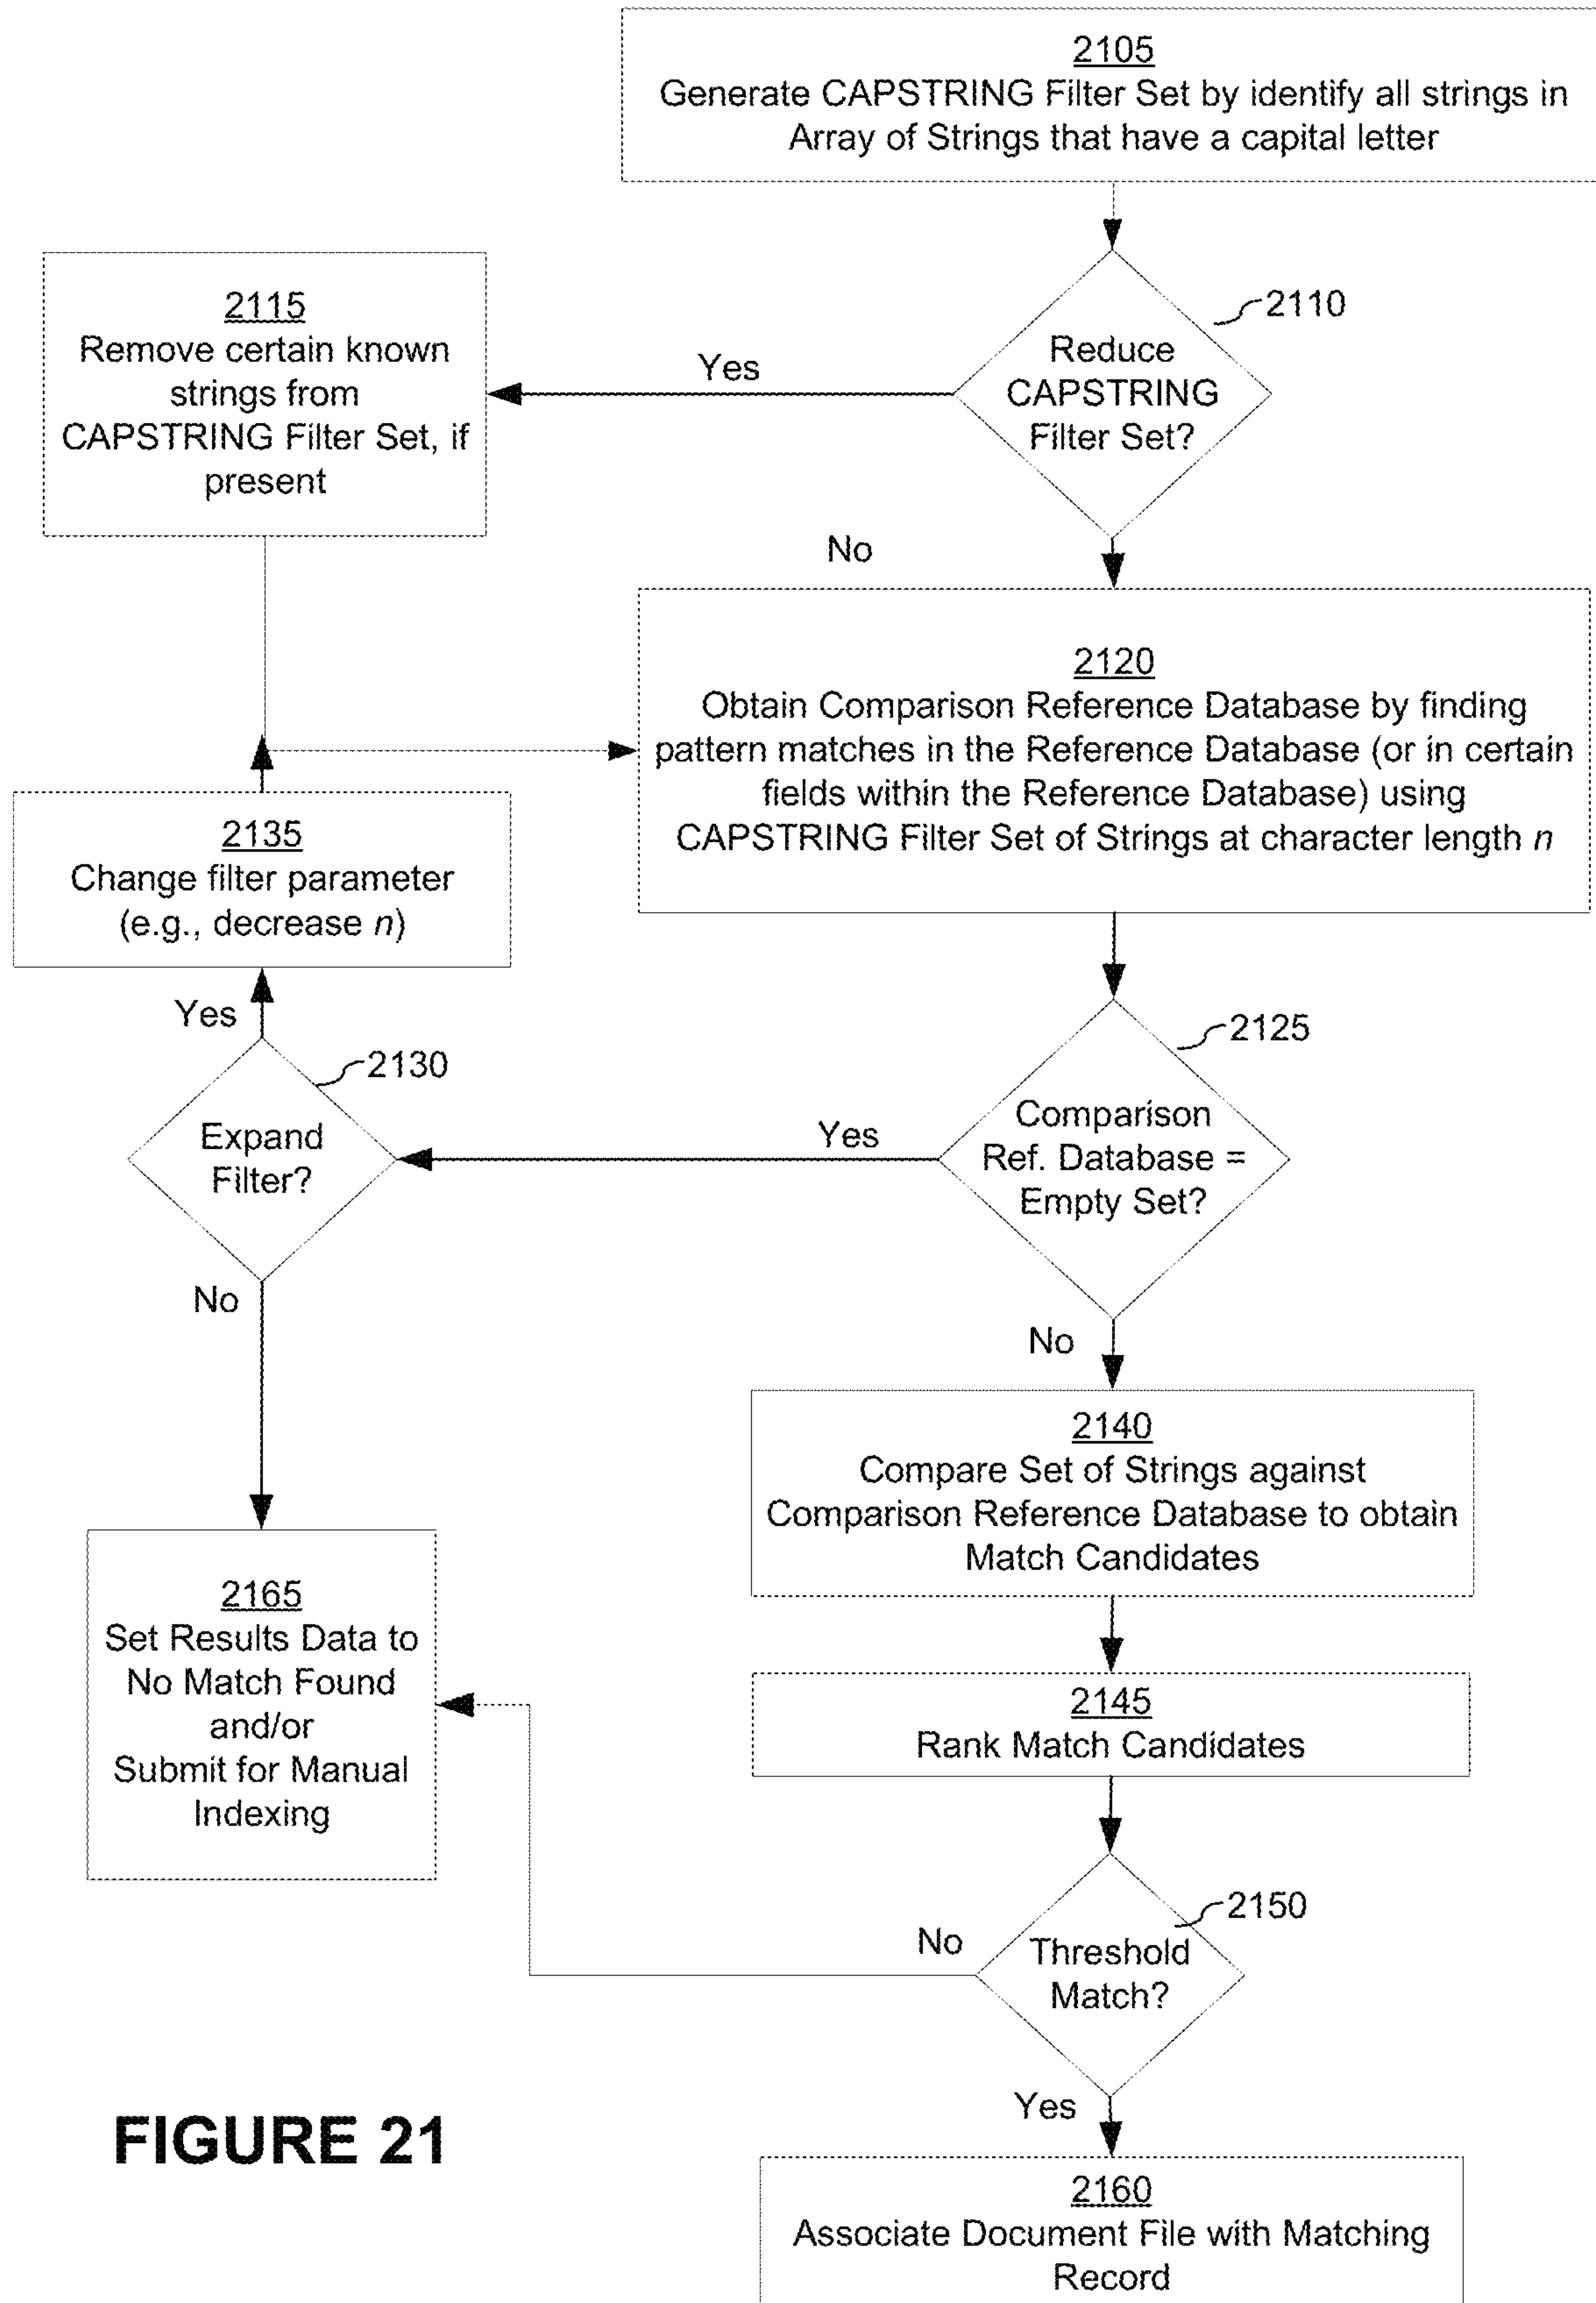 2105
Generate CAPSTRING Filter Set by identify all strings in
Array of Strings that have a capital letter
2110
Reduce
CAPSTRING
Filter Set?
Yes
2115
Remove certain known
strings from
CAPSTRING Filter Set, if
present
No
2120
Obtain Comparison Reference Database by finding
pattern matches in the Reference Database (or in certain
fields within the Reference Database) using
CAPSTRING Filter Set of Strings at character length n
2135
Change filter parameter
(e.g., decrease n)
Yes
2130
Expand
Filter?
2125
Comparison
Ref. Database =
Empty Set?
Yes
No
No
2140
Compare Set of Strings against
Comparison Reference Database to obtain
Match Candidates
2165
Set Results Data to
No Match Found
and/or
Submit for Manual
Indexing
2145
Rank Match Candidates
2150
Threshold
Match?
No
Yes
2160
Associate Document File with Matching
Record
FIGURE 21